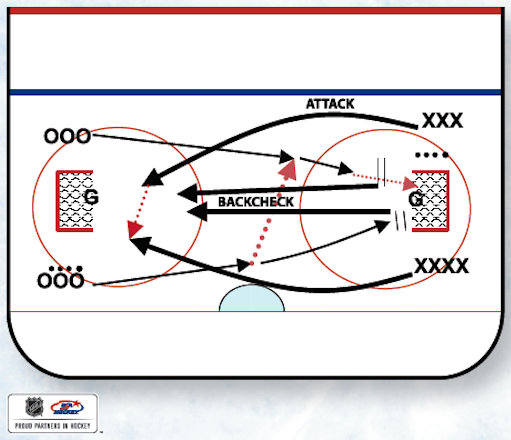 ATTACK
XXX
OOO
G
G
BACKCHECK
XXXX
OOO
PROUD PARTNERS IN HOCKEY